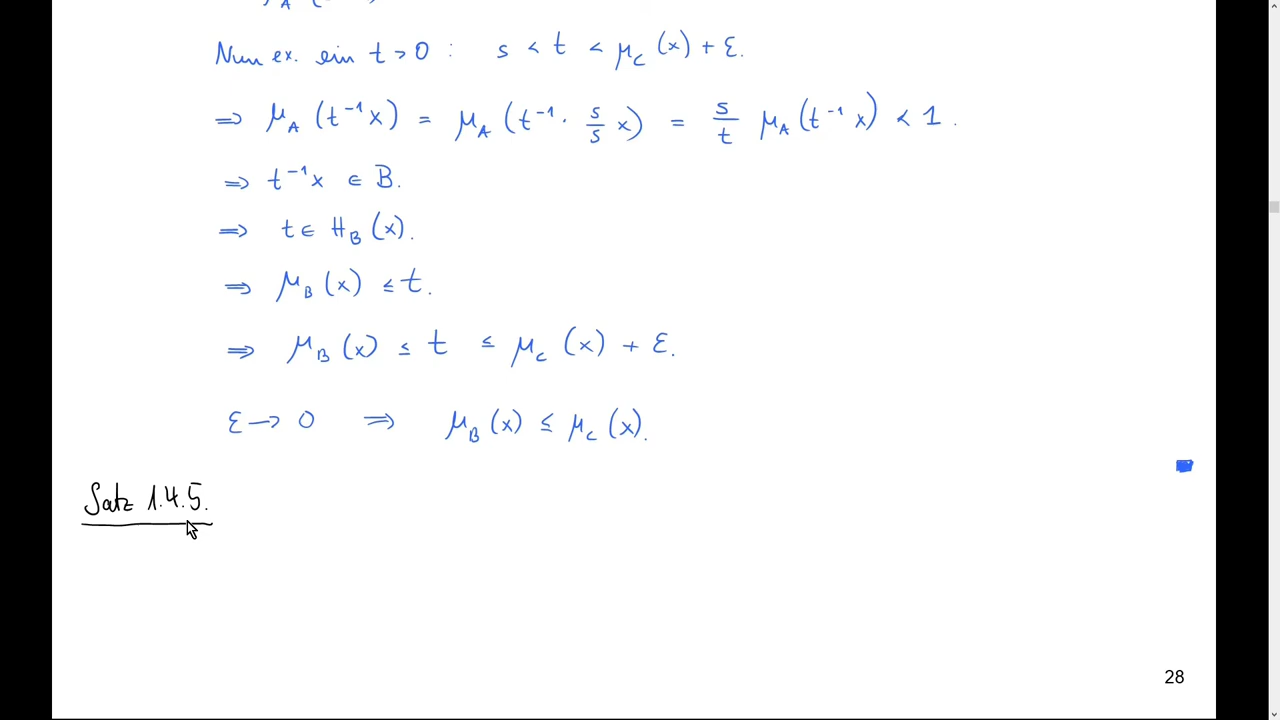 Nun ex. ein t > 0 : s < t < μ_C (x) + ε.
⇒ μ_A (t⁻¹x) = μ_A (t⁻¹ · s/s x) = s/t μ_A (t⁻¹ x) < 1 .
⇒ t⁻¹x ∈ B.
⇒ t ∈ H_B (x).
⇒ μ_B (x) ≤ t .
⇒ μ_B (x) ≤ t ≤ μ_C (x) + ε.
ε → 0 ⇒ μ_B (x) ≤ μ_C (x).
Satz 1.4.5.
28